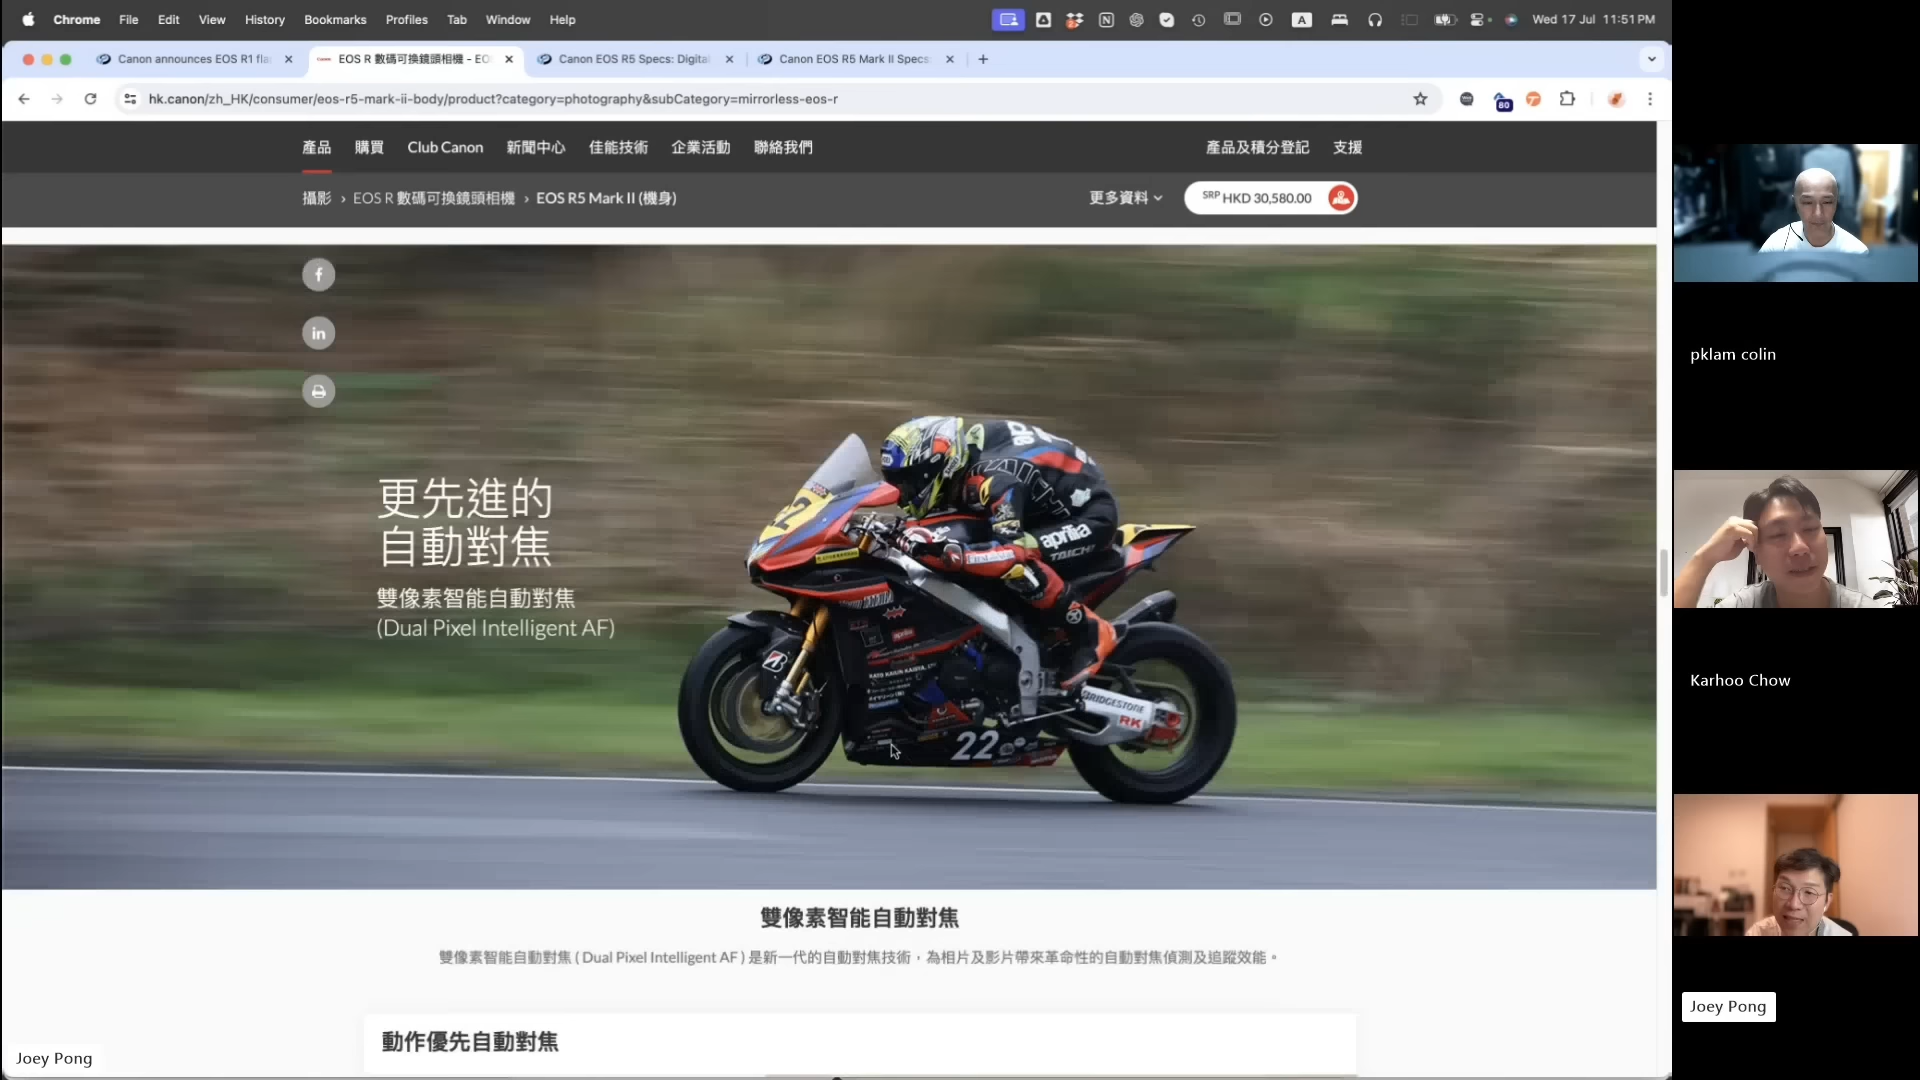 Chrome File Edit View History Bookmarks Profiles Tab Window Help
A
Wed 17 Jul 11:51 PM
Canon announces EOS R1 fla
EOS R 數碼可換鏡頭相機 - EO
Canon EOS R5 Specs: Digital
Canon EOS R5 Mark II Specs:
hk.canon/zh_HK/consumer/eos-r5-mark-ii-body/product?category=photography&subCategory=mirrorless-eos-r
80
產品 購買 Club Canon 新聞中心 佳能技術 企業活動 聯絡我們 產品及積分登記 支援
攝影 › EOS R 數碼可換鏡頭相機 › EOS R5 Mark II (機身) 更多資料 SRP HKD 30,580.00
更先進的
自動對焦
雙像素智能自動對焦
(Dual Pixel Intelligent AF)
aprilia
TAICHI
BRIDGESTONE
RK
22
雙像素智能自動對焦
雙像素智能自動對焦 ( Dual Pixel Intelligent AF ) 是新一代的自動對焦技術，為相片及影片帶來革命性的自動對焦偵測及追蹤效能。
動作優先自動對焦
Joey Pong
pklam colin
Karhoo Chow
Joey Pong